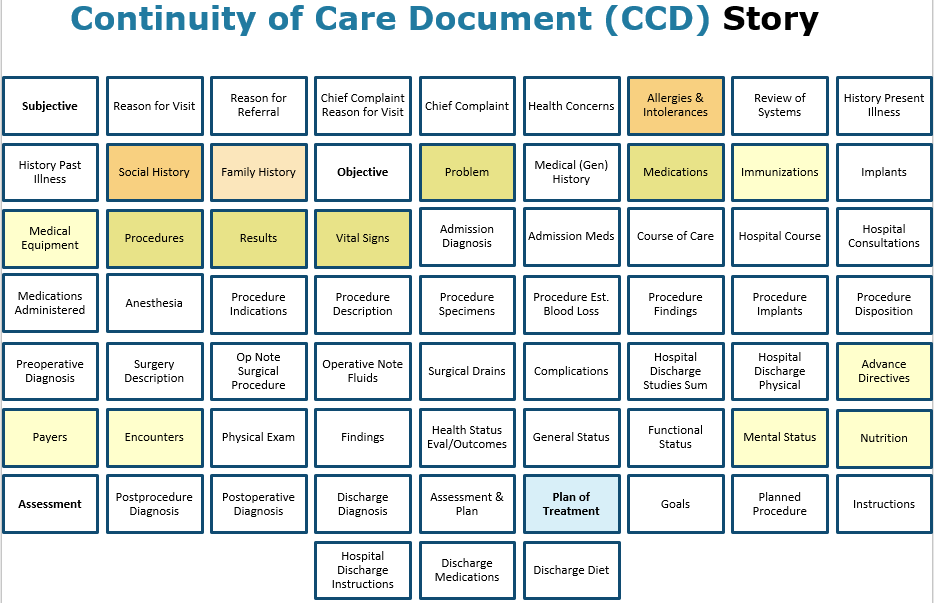 Continuity of Care Document (CCD) Story
Subjective
Reason for Visit
Reason for
Referral
Chief Complaint
Reason for Visit
Chief Complaint
Health Concerns
Allergies &
Intolerances
Review of
Systems
History Present
Illness
History Past
Illness
Social History
Family History
Objective
Problem
Medical (Gen)
History
Medications
Immunizations
Implants
Medical
Equipment
Procedures
Results
Vital Signs
Admission
Diagnosis
Admission Meds
Course of Care
Hospital Course
Hospital
Consultations
Medications
Administered
Anesthesia
Procedure
Indications
Procedure
Description
Procedure
Specimens
Procedure Est.
Blood Loss
Procedure
Findings
Procedure
Implants
Procedure
Disposition
Preoperative
Diagnosis
Surgery
Description
Op Note
Surgical
Procedure
Operative Note
Fluids
Surgical Drains
Complications
Hospital
Discharge
Studies Sum
Hospital
Discharge
Physical
Advance
Directives
Payers
Encounters
Physical Exam
Findings
Health Status
Eval/Outcomes
General Status
Functional
Status
Mental Status
Nutrition
Assessment
Postprocedure
Diagnosis
Postoperative
Diagnosis
Discharge
Diagnosis
Assessment &
Plan
Plan of
Treatment
Goals
Planned
Procedure
Instructions
Hospital
Discharge
Instructions
Discharge
Medications
Discharge Diet